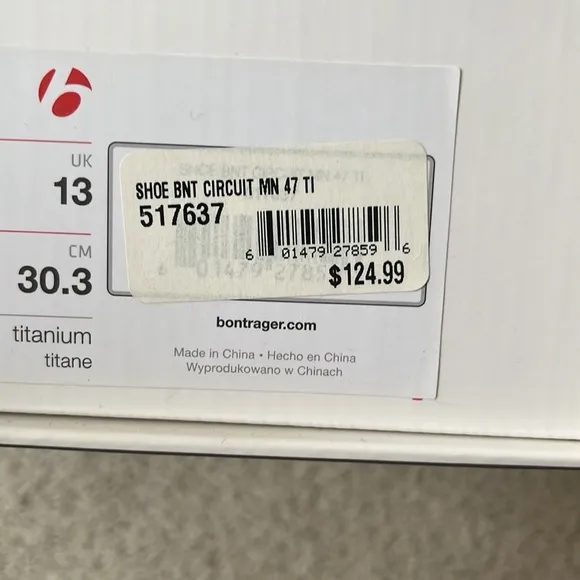 UK
13
CM
30.3
titanium
titane
SHOE BNT CIRCUIT MN 47 TI
517637
6 01479 27859 6
$124.99
bontrager.com
Made in China • Hecho en China
Wyprodukowano w Chinach